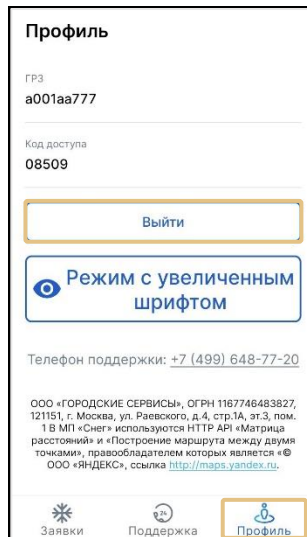 Профиль
ГРЗ
а001аа777
Код доступа
08509
Выйти
Режим с увеличенным
шрифтом
Телефон поддержки: +7 (499) 648-77-20
ООО «ГОРОДСКИЕ СЕРВИСЫ», ОГРН 1167746483827,
121151, г. Москва, ул. Раевского, д.4, стр.1А, эт.3, пом.
1 В МП «Снег» используются HTTP API «Матрица
расстояний» и «Построение маршрута между двумя
точками», правообладателем которых является «©
ООО «ЯНДЕКС», ссылка http://maps.yandex.ru.
24
Заявки Поддержка Профиль